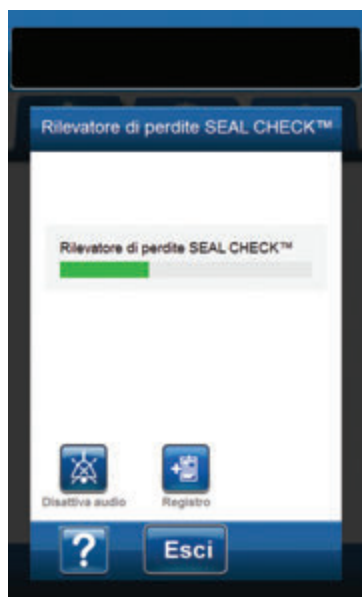 Rilevatore di perdite SEAL CHECK™
Rilevatore di perdite SEAL CHECK™
Disattiva audio
Registro
?
Esci